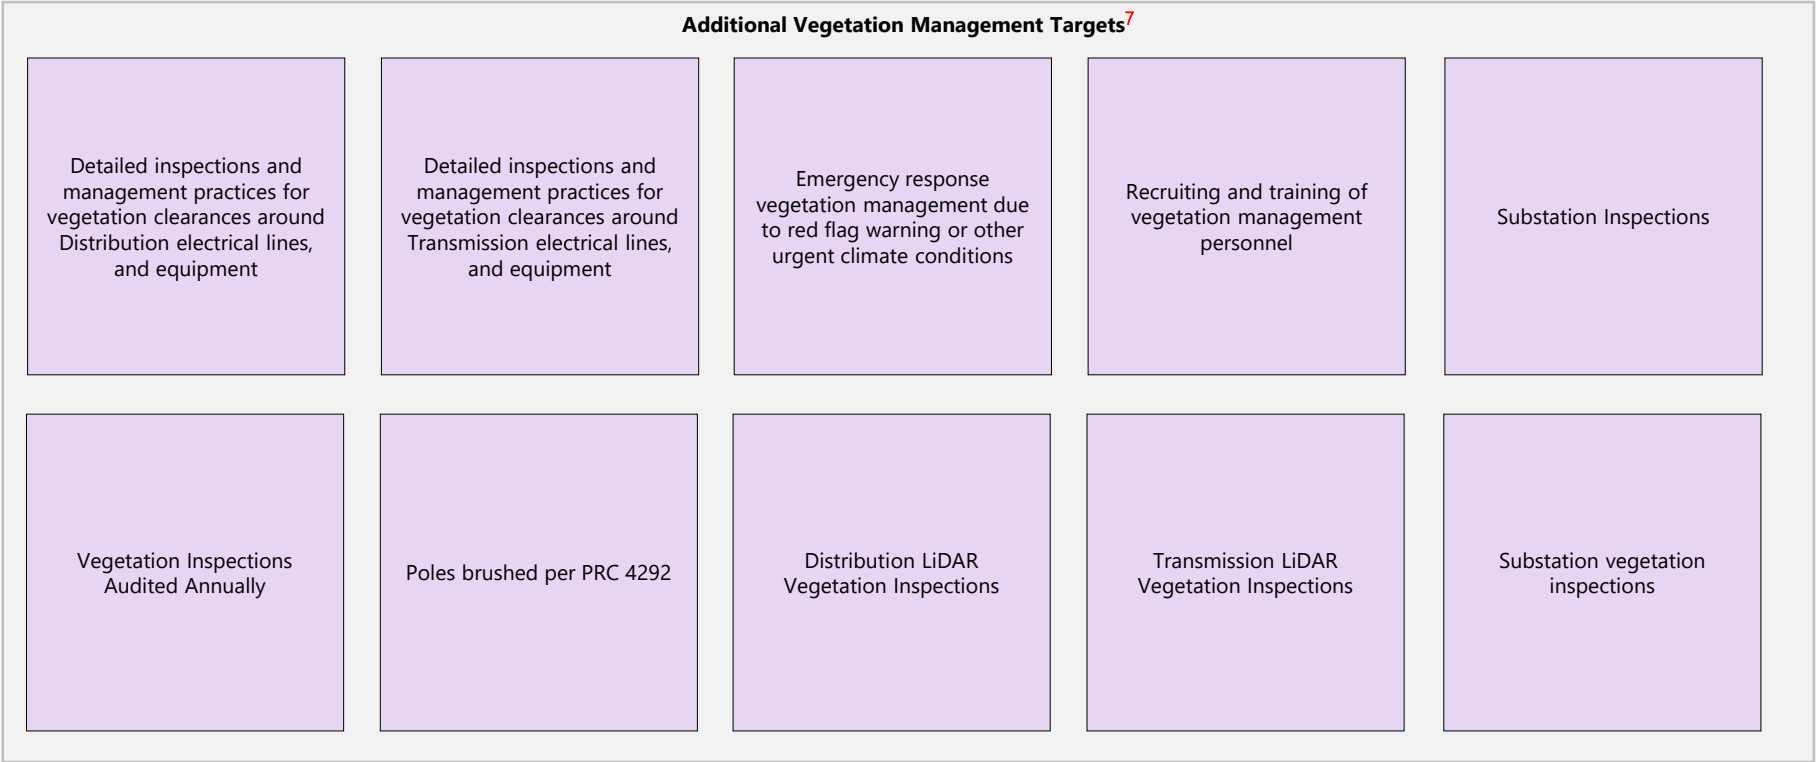 Additional Vegetation Management Targets7
Detailed inspections and
management practices for
vegetation clearances around
Distribution electrical lines,
and equipment
Detailed inspections and
management practices for
vegetation clearances around
Transmission electrical lines,
and equipment
Emergency response
vegetation management due
to red flag warning or other
urgent climate conditions
Recruiting and training of
vegetation management
personnel
Substation Inspections
Vegetation Inspections
Audited Annually
Poles brushed per PRC 4292
Distribution LiDAR
Vegetation Inspections
Transmission LiDAR
Vegetation Inspections
Substation vegetation
inspections